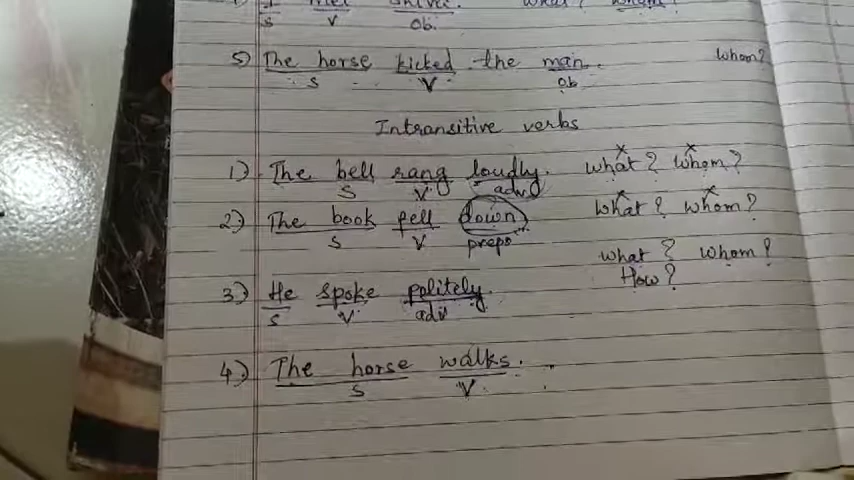 S V Ob.
5) The horse kicked the man. whom?
S V ob
Intransitive verbs
1) The bell rang loudly. what? whom?
S V adv
2) The book fell down. what? whom?
S V prepo
what? whom?
3) He spoke politely. How?
S V adv
4) The horse walks.
S V